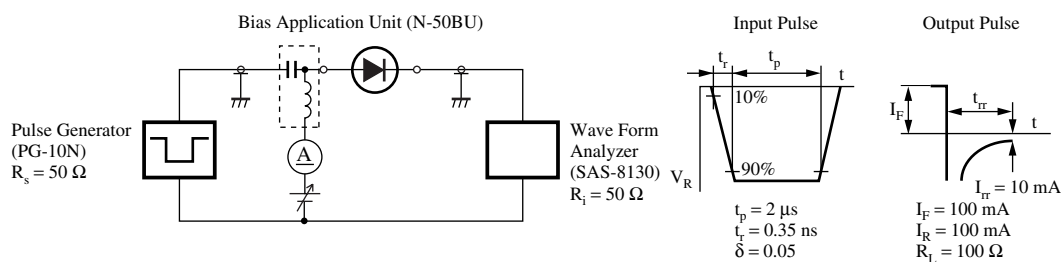 Bias Application Unit (N-50BU)
Input Pulse
Output Pulse
Pulse Generator
(PG-10N)
R_s = 50 Ω
A
Wave Form
Analyzer
(SAS-8130)
R_i = 50 Ω
t_r
t_p
t
10%
90%
V_R
t_p = 2 μs
t_r = 0.35 ns
δ = 0.05
I_F
t_rr
t
I_rr = 10 mA
I_F = 100 mA
I_R = 100 mA
R_L = 100 Ω